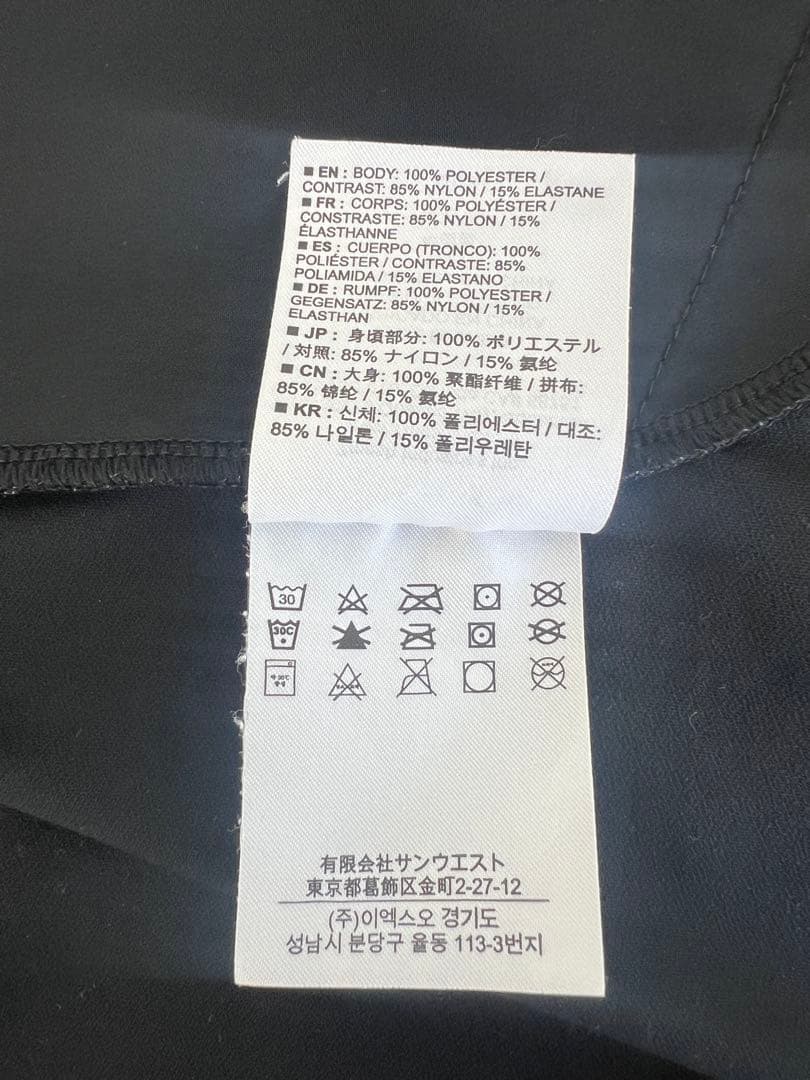 ■ EN : BODY: 100% POLYESTER /
CONTRAST: 85% NYLON / 15% ELASTANE
■ FR : CORPS: 100% POLYÉSTER /
CONSTRASTE: 85% NYLON / 15%
ÉLASTHANNE
■ ES : CUERPO (TRONCO): 100%
POLIÉSTER / CONTRASTE: 85%
POLIAMIDA / 15% ELASTANO
■ DE : RUMPF: 100% POLYESTER /
GEGENSATZ: 85% NYLON / 15%
ELASTHAN
■ JP : 身頃部分: 100% ポリエステル
/ 対照: 85% ナイロン / 15% 氨纶
■ CN : 大身: 100% 聚酯纤维 / 拼布:
85% 锦纶 / 15% 氨纶
■ KR : 신체: 100% 폴리에스터 / 대조:
85% 나일론 / 15% 폴리우레탄
30
30C
有限会社サンウエスト
東京都葛飾区金町2-27-12
(주)이엑스오 경기도
성남시 분당구 율동 113-3번지